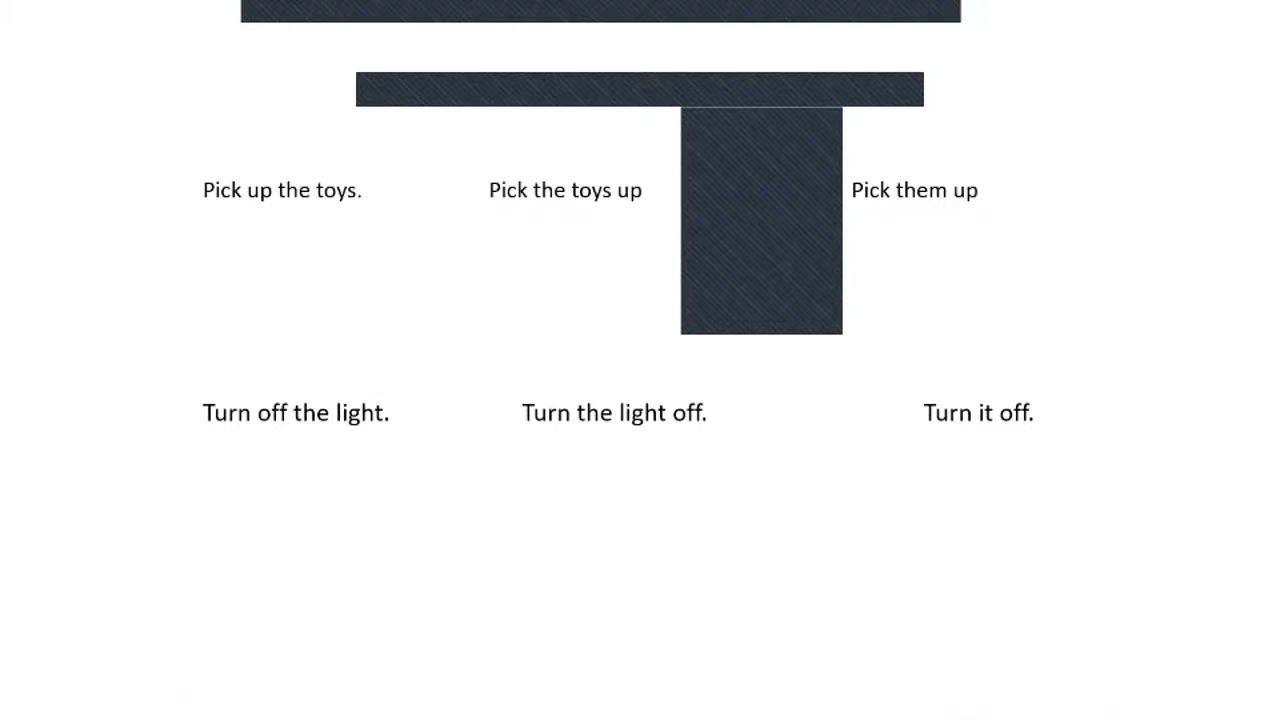 Pick up the toys. Pick the toys up Pick them up
Turn off the light. Turn the light off. Turn it off.